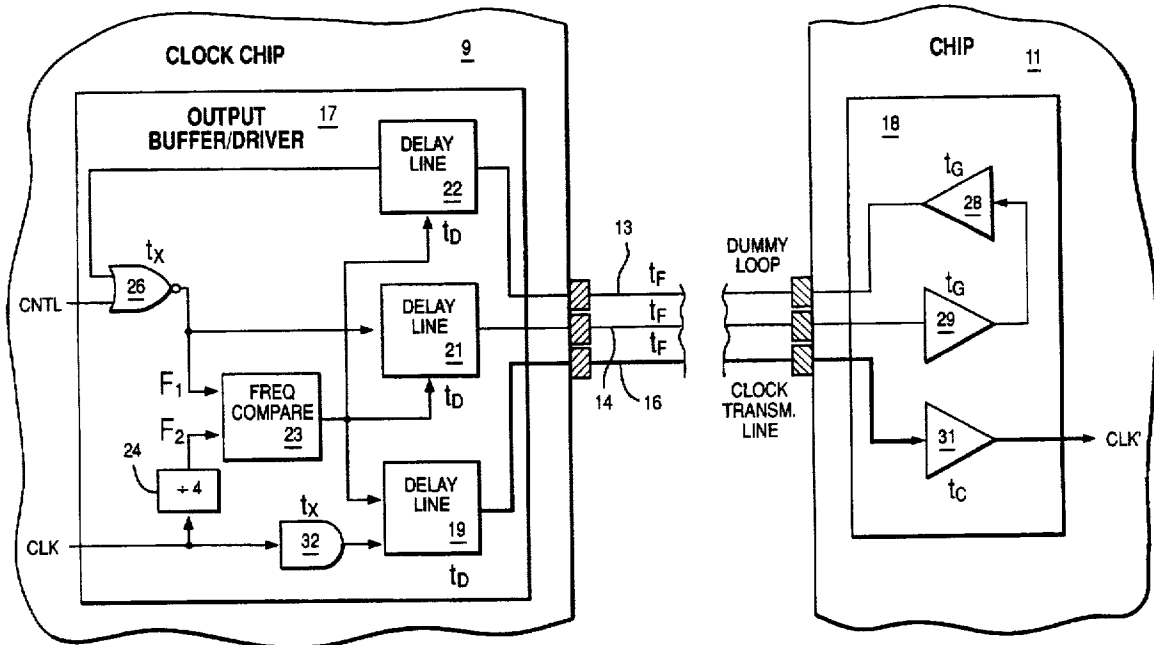 CLOCK CHIP
9
OUTPUT
BUFFER/DRIVER
17
DELAY
LINE
22
tD
tX
26
CNTL
DELAY
LINE
21
tD
F1
F2
FREQ
COMPARE
23
24
÷ 4
CLK
tX
32
DELAY
LINE
19
tD
13
tF
tF
tF
14
16
DUMMY
LOOP
CLOCK
TRANSM.
LINE
CHIP
11
18
tG
28
tG
29
31
tC
CLK'